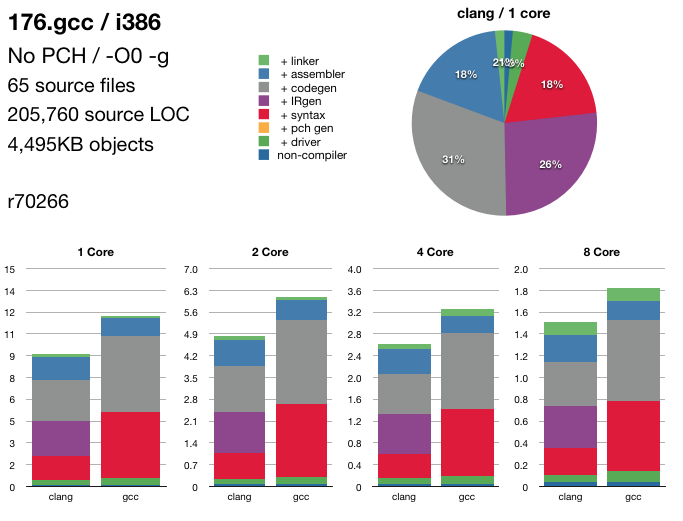 176.gcc / i386
No PCH / -O0 -g
65 source files
205,760 source LOC
4,495KB objects
r70266
+ linker
+ assembler
+ codegen
+ IRgen
+ syntax
+ pch gen
+ driver
non-compiler
clang / 1 core
18%
18%
31%
26%
1 Core
15
14
12
11
9
8
6
5
3
2
0
clang
gcc
2 Core
7.0
6.3
5.6
4.9
4.2
3.5
2.8
2.1
1.4
0.7
0
clang
gcc
4 Core
4.0
3.6
3.2
2.8
2.4
2.0
1.6
1.2
0.8
0.4
0
clang
gcc
8 Core
2.0
1.8
1.6
1.4
1.2
1.0
0.8
0.6
0.4
0.2
0
clang
gcc